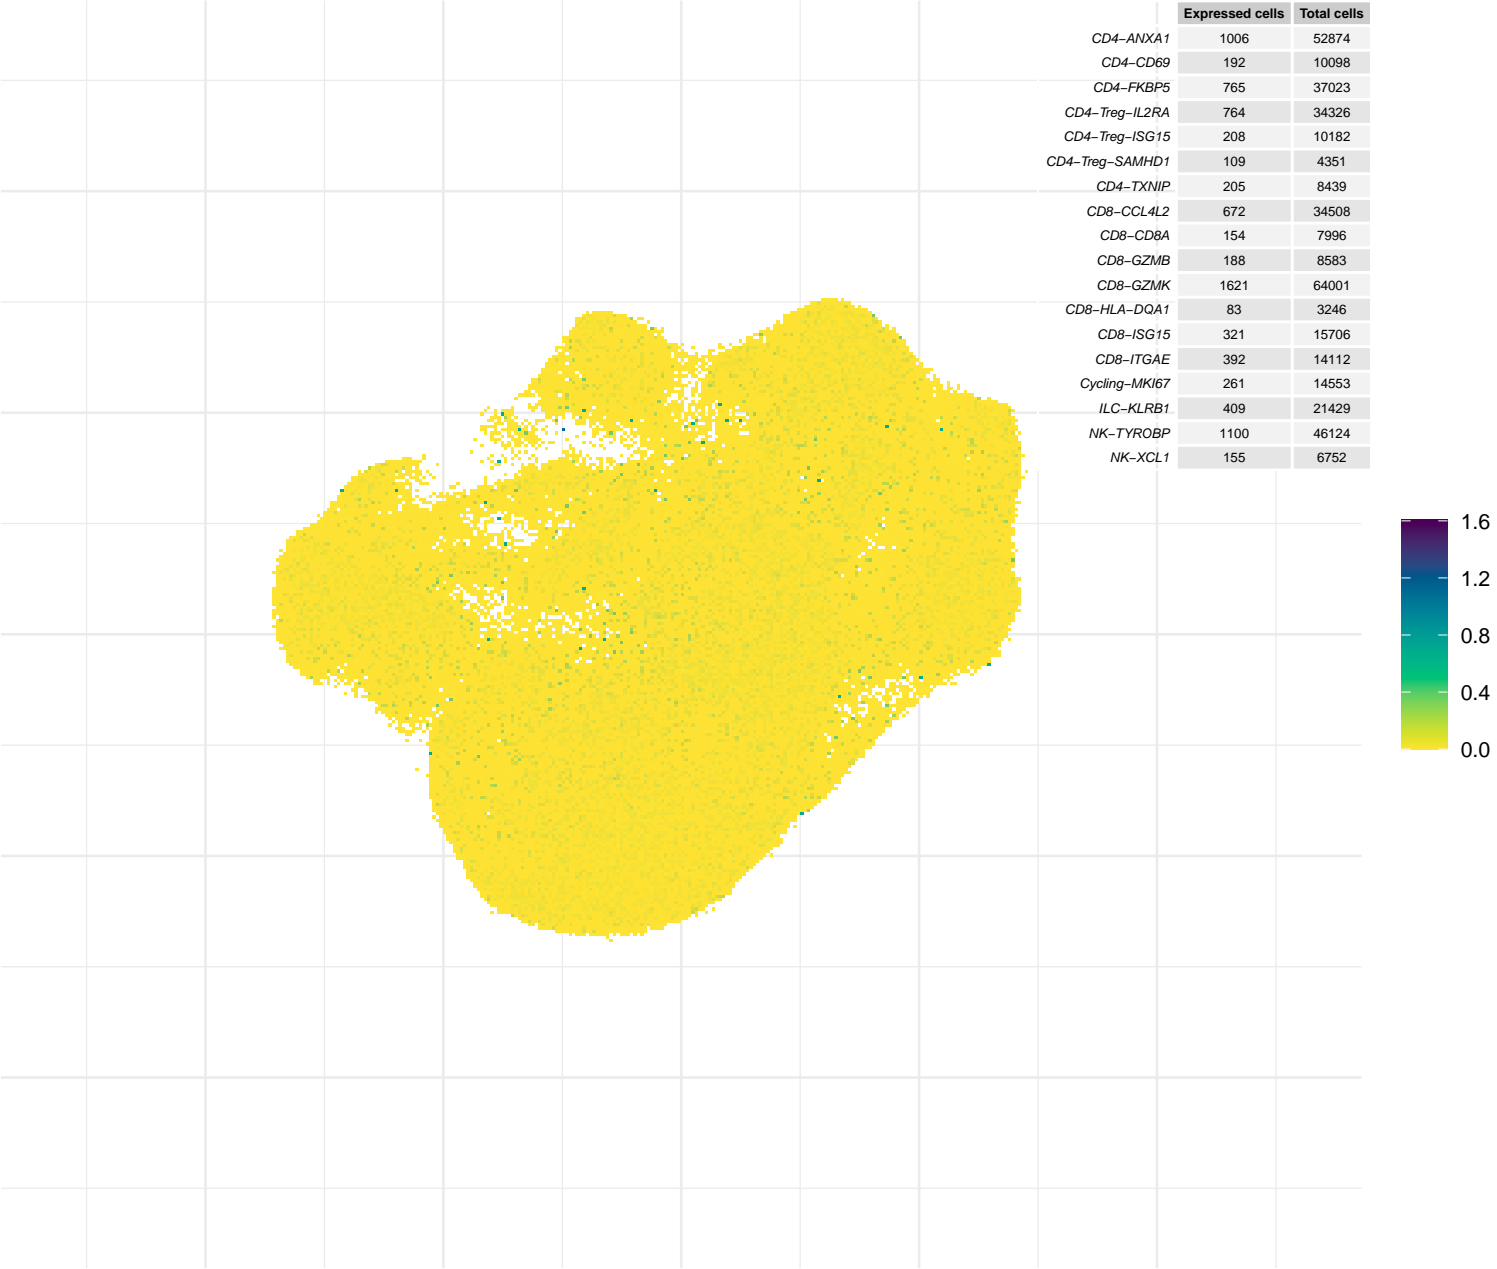 Expressed cells Total cells
CD4−ANXA1 1006 52874
CD4−CD69 192 10098
CD4−FKBP5 765 37023
CD4−Treg−IL2RA 764 34326
CD4−Treg−ISG15 208 10182
CD4−Treg−SAMHD1 109 4351
CD4−TXNIP 205 8439
CD8−CCL4L2 672 34508
CD8−CD8A 154 7996
CD8−GZMB 188 8583
CD8−GZMK 1621 64001
CD8−HLA−DQA1 83 3246
CD8−ISG15 321 15706
CD8−ITGAE 392 14112
Cycling−MKI67 261 14553
ILC−KLRB1 409 21429
NK−TYROBP 1100 46124
NK−XCL1 155 6752
1.6
1.2
0.8
0.4
0.0